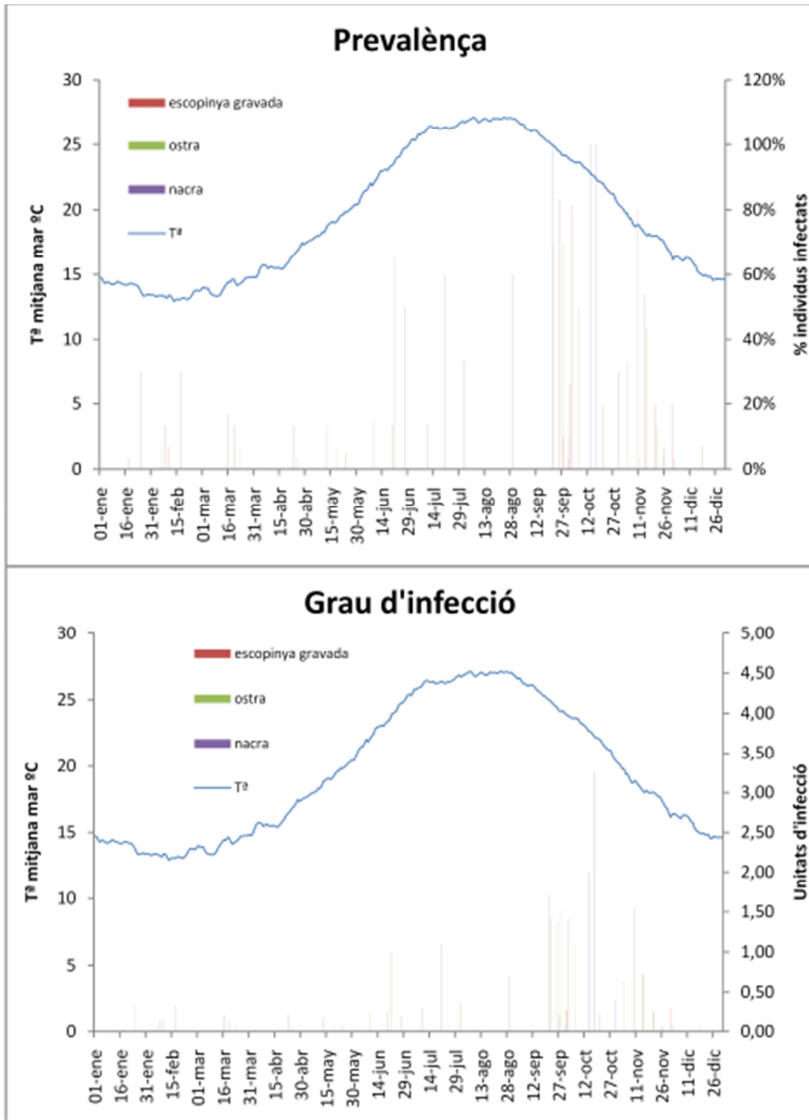 Prevalènça
30
25
20
15
10
5
0
Tª mitjana mar ºC
escopinya gravada
ostra
nacra
Tª
120%
100%
80%
60%
40%
20%
0%
% individus infectats
01-ene
16-ene
31-ene
15-feb
01-mar
16-mar
31-mar
15-abr
30-abr
15-may
30-may
14-jun
29-jun
14-jul
29-jul
13-ago
28-ago
12-sep
27-sep
12-oct
27-oct
11-nov
26-nov
11-dic
26-dic
Grau d'infecció
30
25
20
15
10
5
0
Tª mitjana mar ºC
escopinya gravada
ostra
nacra
Tª
5,00
4,50
4,00
3,50
3,00
2,50
2,00
1,50
1,00
0,50
0,00
Unitats d'infecció
01-ene
16-ene
31-ene
15-feb
01-mar
16-mar
31-mar
15-abr
30-abr
15-may
30-may
14-jun
29-jun
14-jul
29-jul
13-ago
28-ago
12-sep
27-sep
12-oct
27-oct
11-nov
26-nov
11-dic
26-dic